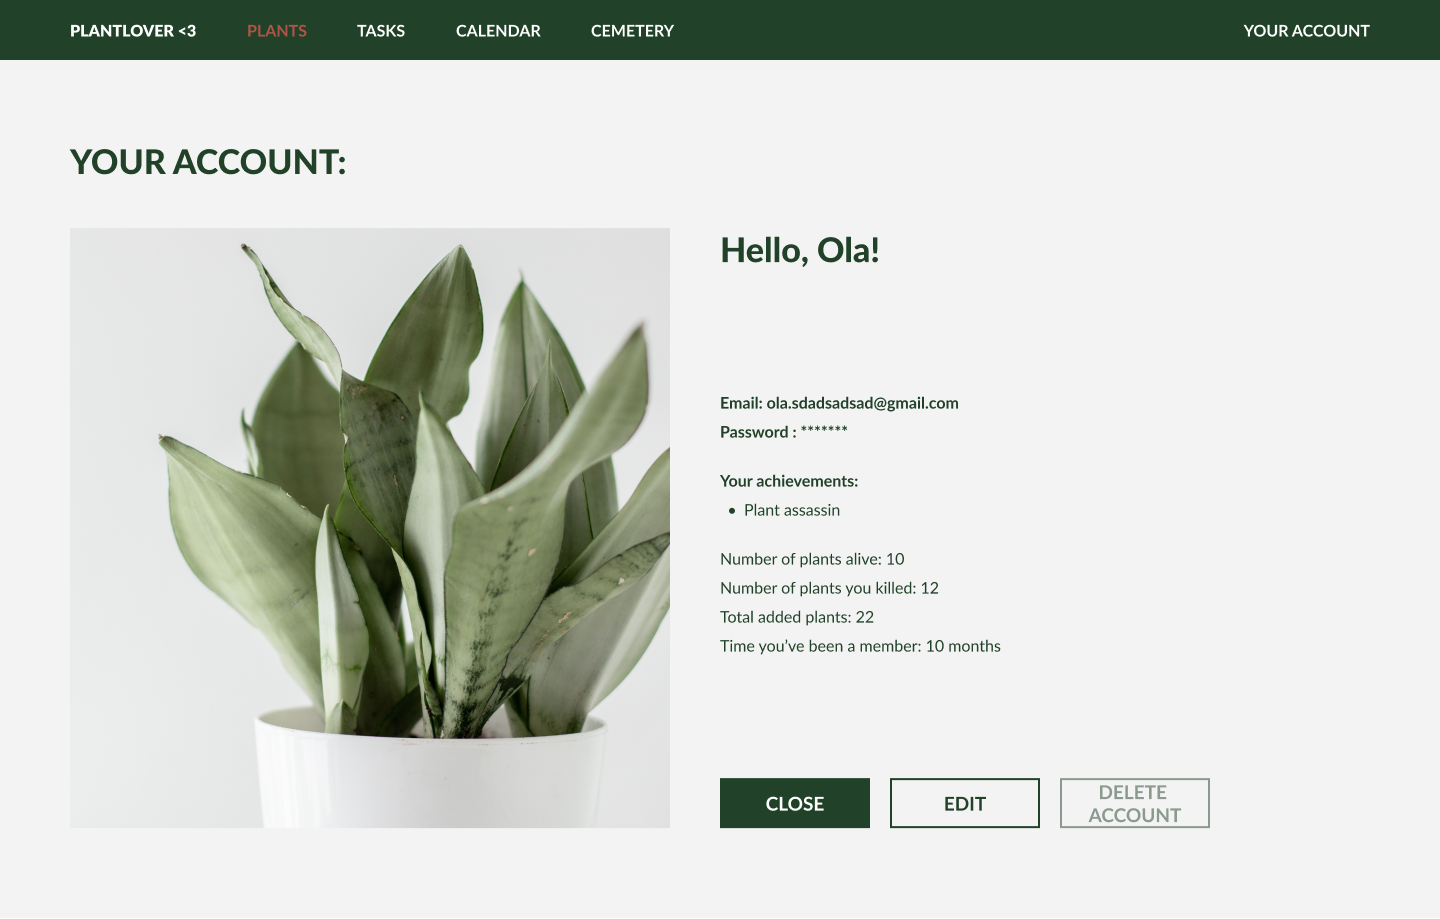 PLANTLOVER <3 PLANTS TASKS CALENDAR CEMETERY YOUR ACCOUNT
YOUR ACCOUNT:
Hello, Ola!
Email: ola.sdadsadsad@gmail.com
Password : *******
Your achievements:
• Plant assassin
Number of plants alive: 10
Number of plants you killed: 12
Total added plants: 22
Time you’ve been a member: 10 months
CLOSE EDIT DELETE
ACCOUNT